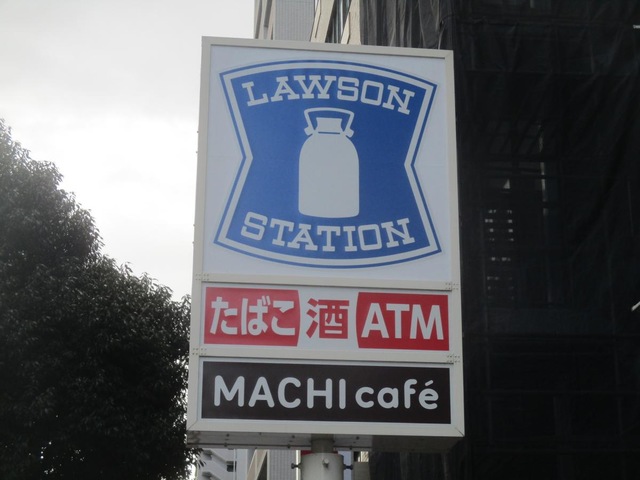 LAWSON
STATION
たばこ 酒 ATM
MACHI café